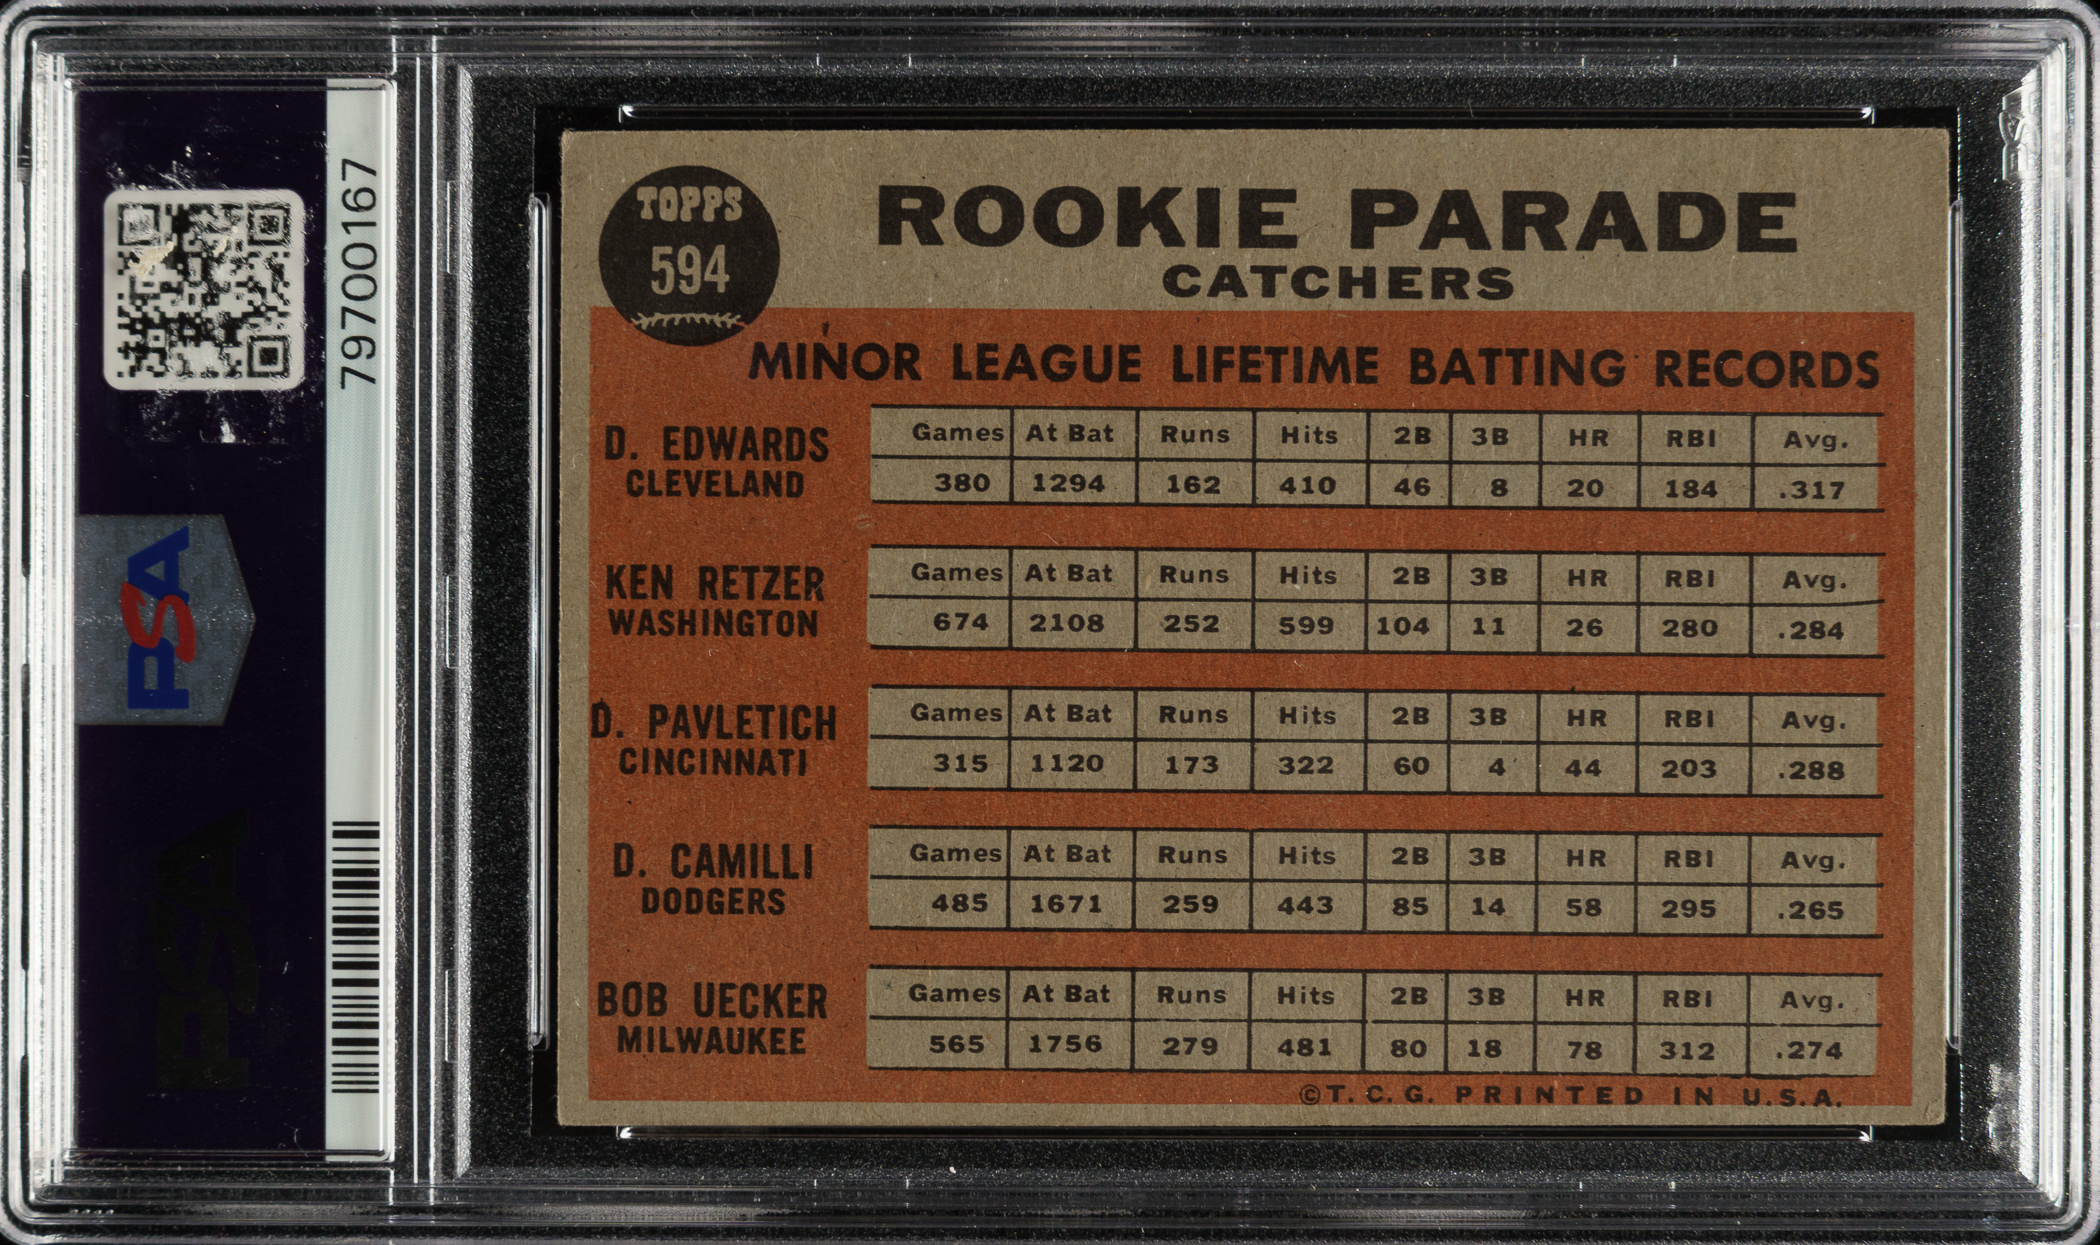 79700167
PSA
PSA
TOPPS
594
ROOKIE PARADE
CATCHERS
MINOR LEAGUE LIFETIME BATTING RECORDS
D. EDWARDS
CLEVELAND
Games At Bat Runs Hits 2B 3B HR RBI Avg.
380 1294 162 410 46 8 20 184 .317
KEN RETZER
WASHINGTON
Games At Bat Runs Hits 2B 3B HR RBI Avg.
674 2108 252 599 104 11 26 280 .284
D. PAVLETICH
CINCINNATI
Games At Bat Runs Hits 2B 3B HR RBI Avg.
315 1120 173 322 60 4 44 203 .288
D. CAMILLI
DODGERS
Games At Bat Runs Hits 2B 3B HR RBI Avg.
485 1671 259 443 85 14 58 295 .265
BOB UECKER
MILWAUKEE
Games At Bat Runs Hits 2B 3B HR RBI Avg.
565 1756 279 481 80 18 78 312 .274
©T. C. G. PRINTED IN U.S.A.